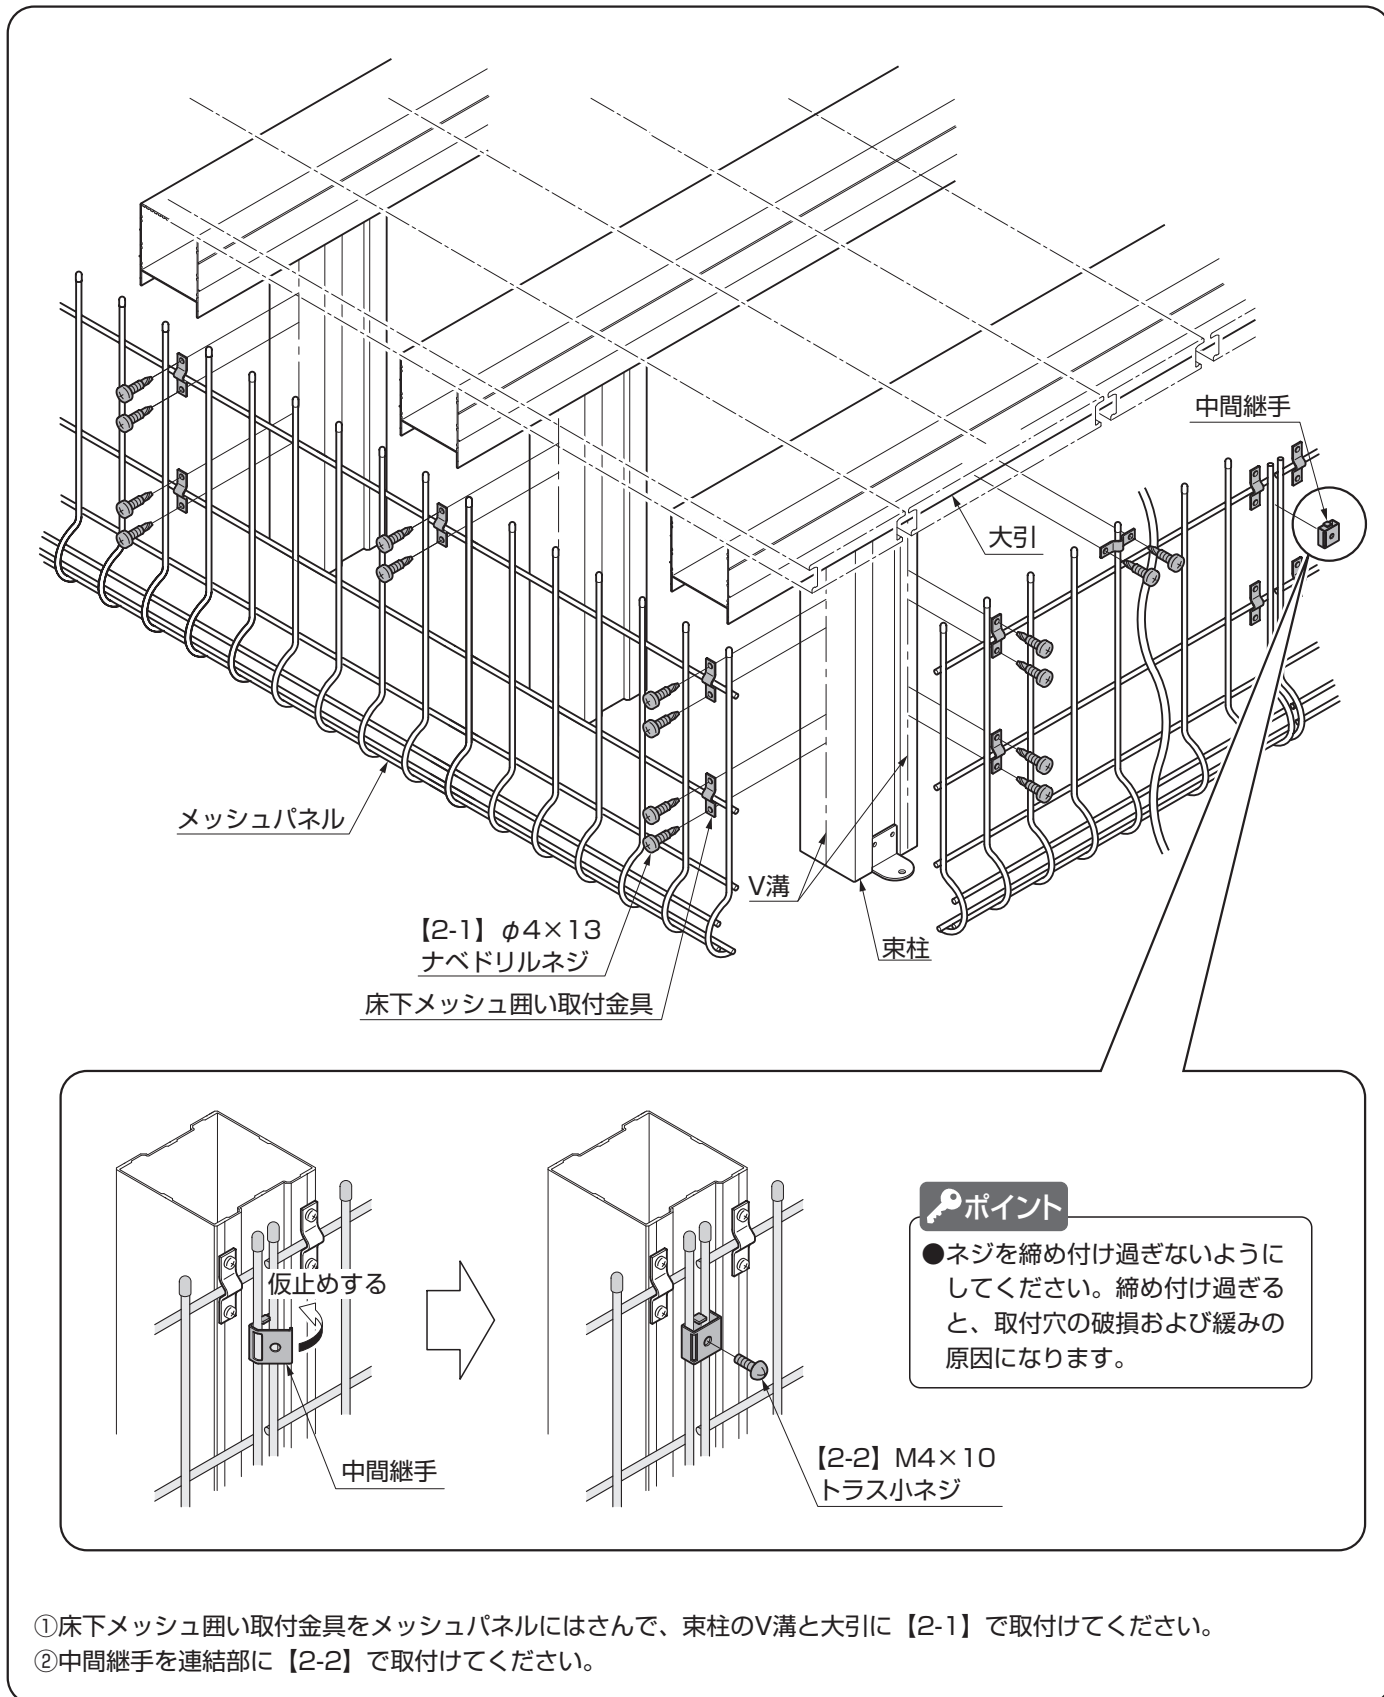 中間継手
大引
メッシュパネル
V溝
【2-1】φ4×13
ナベドリルネジ
束柱
床下メッシュ囲い取付金具
仮止めする
中間継手
【2-2】M4×10
トラス小ネジ
ポイント
●ネジを締め付け過ぎないように
してください。締め付け過ぎる
と、取付穴の破損および緩みの
原因になります。
①床下メッシュ囲い取付金具をメッシュパネルにはさんで、束柱のV溝と大引に【2-1】で取付けてください。
②中間継手を連結部に【2-2】で取付けてください。